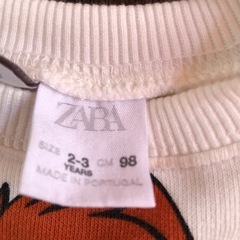 ZARA
SIZE 2-3 YEARS CM 98
MADE IN PORTUGAL